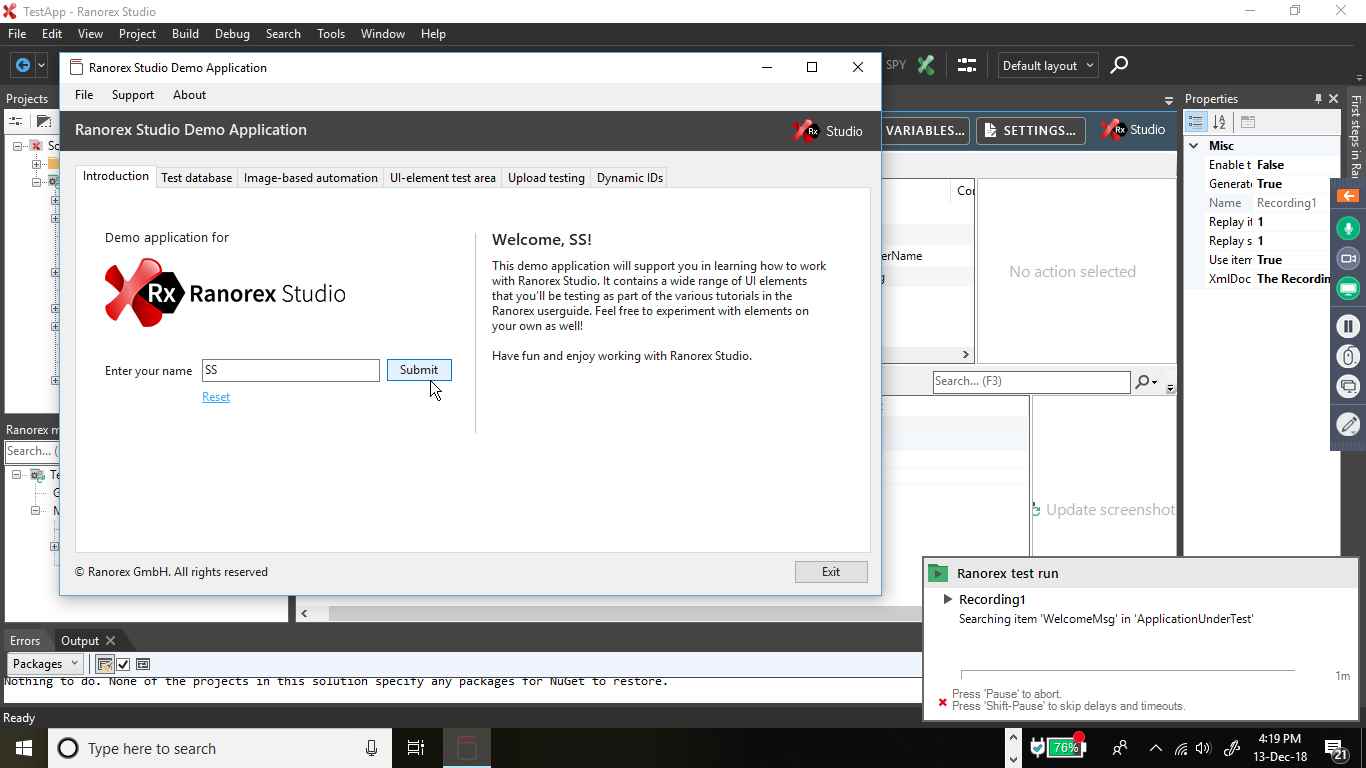 TestApp - Ranorex Studio
File Edit View Project Build Debug Search Tools Window Help
SPY Default layout
Ranorex Studio Demo Application
File Support About
Ranorex Studio Demo Application
Rx Studio
Introduction Test database Image-based automation UI-element test area Upload testing Dynamic IDs
Demo application for
Rx Ranorex Studio
Enter your name SS Submit
Reset
Welcome, SS!
This demo application will support you in learning how to work
with Ranorex Studio. It contains a wide range of UI elements
that you'll be testing as part of the various tutorials in the
Ranorex userguide. Feel free to experiment with elements on
your own as well!
Have fun and enjoy working with Ranorex Studio.
© Ranorex GmbH. All rights reserved
Exit
Projects
Ranorex m
Search... (
VARIABLES... SETTINGS... Rx Studio
erName
No action selected
Search... (F3)
Update screenshot
Properties
Misc
Enable t False
Generate True
Name Recording1
Replay it 1
Replay s 1
Use item True
XmlDoc The Recordin
First steps in Ra
Ranorex test run
Recording1
Searching item 'WelcomeMsg' in 'ApplicationUnderTest'
1m
Press 'Pause' to abort.
Press 'Shift-Pause' to skip delays and timeouts.
Errors Output
Packages
Nothing to do. None of the projects in this solution specify any packages for NuGet to restore.
Ready
Type here to search
76%
4:19 PM
13-Dec-18
21